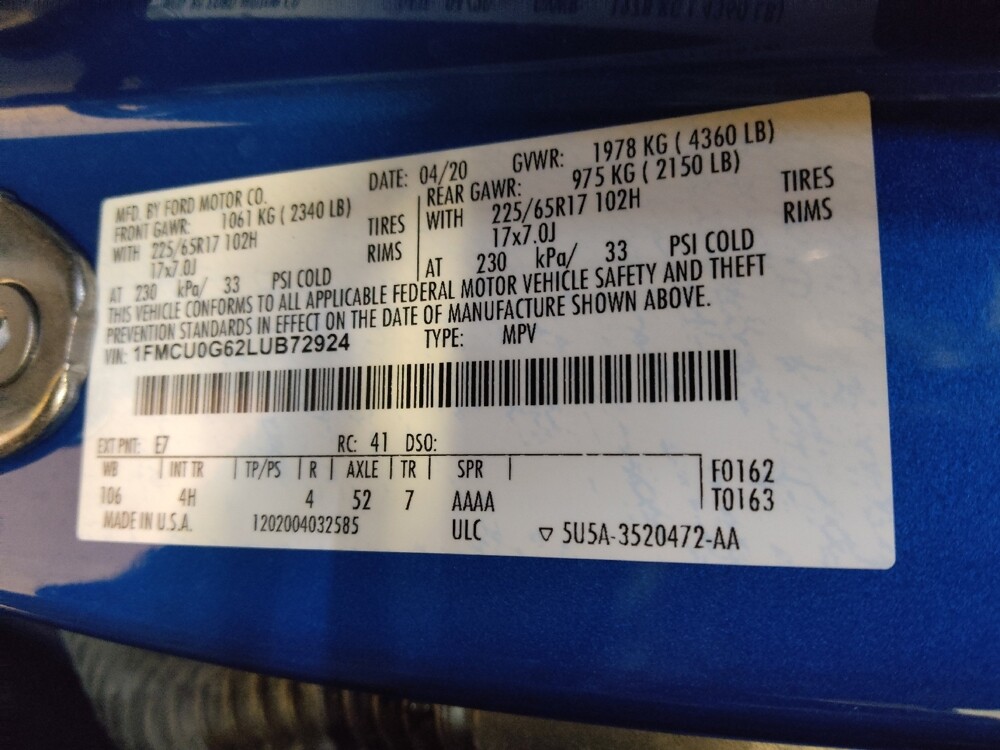 MFD. BY FORD MOTOR CO.
DATE: 04/20
GVWR: 1978 KG ( 4360 LB)
FRONT GAWR: 1061 KG ( 2340 LB)
WITH 225/65R17 102H TIRES
17x7.0J RIMS
AT 230 kPa/ 33 PSI COLD
REAR GAWR: 975 KG ( 2150 LB)
WITH 225/65R17 102H TIRES
17x7.0J RIMS
AT 230 kPa/ 33 PSI COLD
THIS VEHICLE CONFORMS TO ALL APPLICABLE FEDERAL MOTOR VEHICLE SAFETY AND THEFT
PREVENTION STANDARDS IN EFFECT ON THE DATE OF MANUFACTURE SHOWN ABOVE.
VIN: 1FMCU0G62LUB72924 TYPE: MPV
EXT PNT: E7 RC: 41 DSO:
WB INT TR TP/PS R AXLE TR SPR F0162
106 4H 4 52 7 AAAA T0163
MADE IN U.S.A. 1202004032585 ULC ▽ 5U5A-3520472-AA